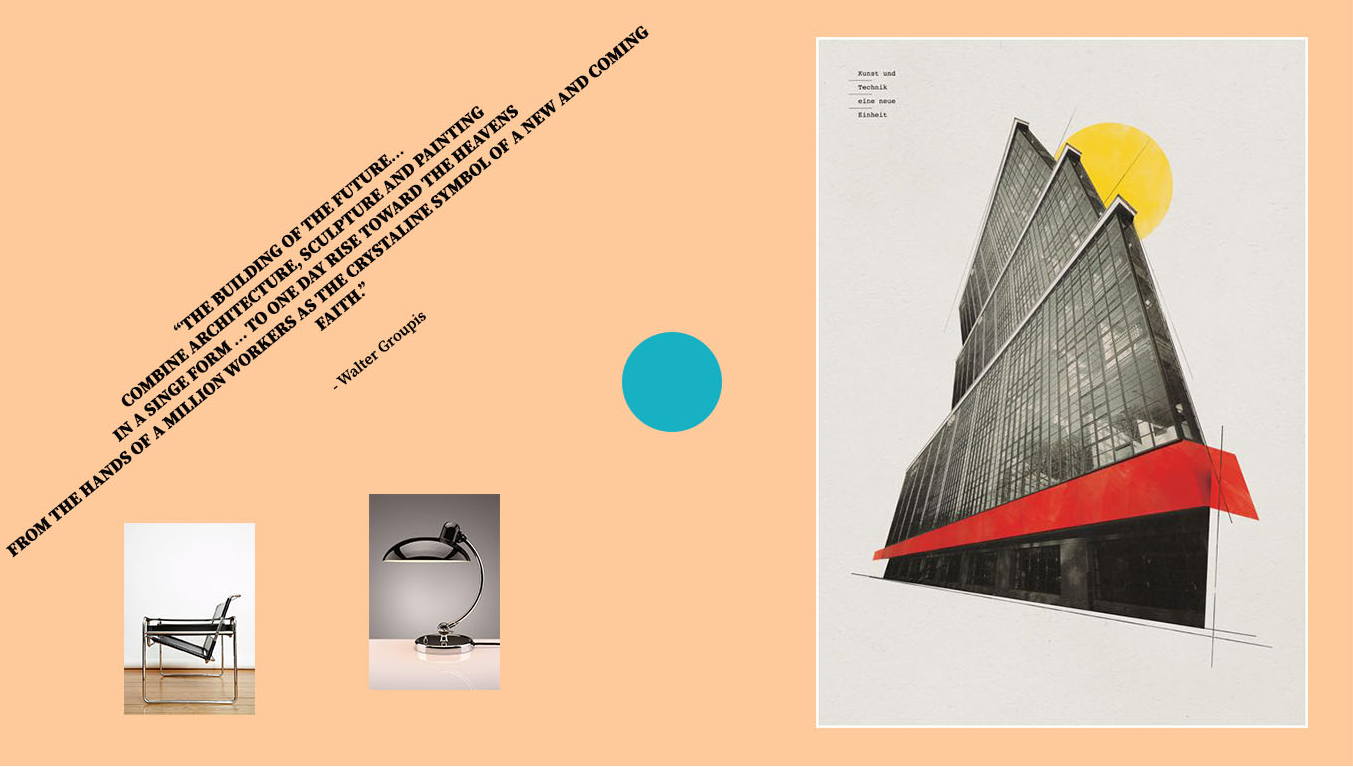 “THE BUILDING OF THE FUTURE...
COMBINE ARCHITECTURE, SCULPTURE AND PAINTING
IN A SINGE FORM ... TO ONE DAY RISE TOWARD THE HEAVENS
FROM THE HANDS OF A MILLION WORKERS AS THE CRYSTALINE SYMBOL OF A NEW AND COMING
FAITH.”
- Walter Groupis
Kunst und
Technik
eine neue
Einheit